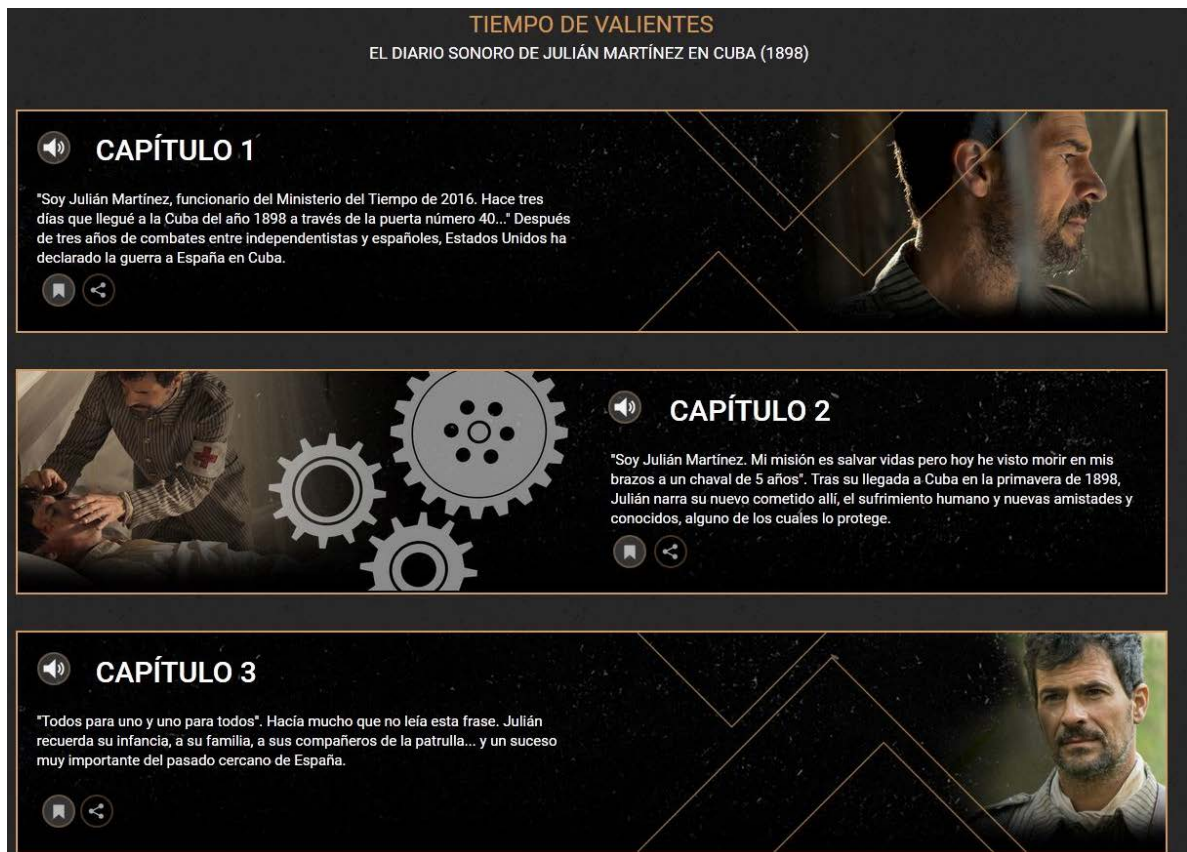 TIEMPO DE VALIENTES
EL DIARIO SONORO DE JULIÁN MARTÍNEZ EN CUBA (1898)
CAPÍTULO 1
"Soy Julián Martínez, funcionario del Ministerio del Tiempo de 2016. Hace tres
días que llegué a la Cuba del año 1898 a través de la puerta número 40..." Después
de tres años de combates entre independentistas y españoles, Estados Unidos ha
declarado la guerra a España en Cuba.
CAPÍTULO 2
"Soy Julián Martínez. Mi misión es salvar vidas pero hoy he visto morir en mis
brazos a un chaval de 5 años". Tras su llegada a Cuba en la primavera de 1898,
Julián narra su nuevo cometido allí, el sufrimiento humano y nuevas amistades y
conocidos, alguno de los cuales lo protege.
CAPÍTULO 3
"Todos para uno y uno para todos". Hacía mucho que no leía esta frase. Julián
recuerda su infancia, a su familia, a sus compañeros de la patrulla... y un suceso
muy importante del pasado cercano de España.